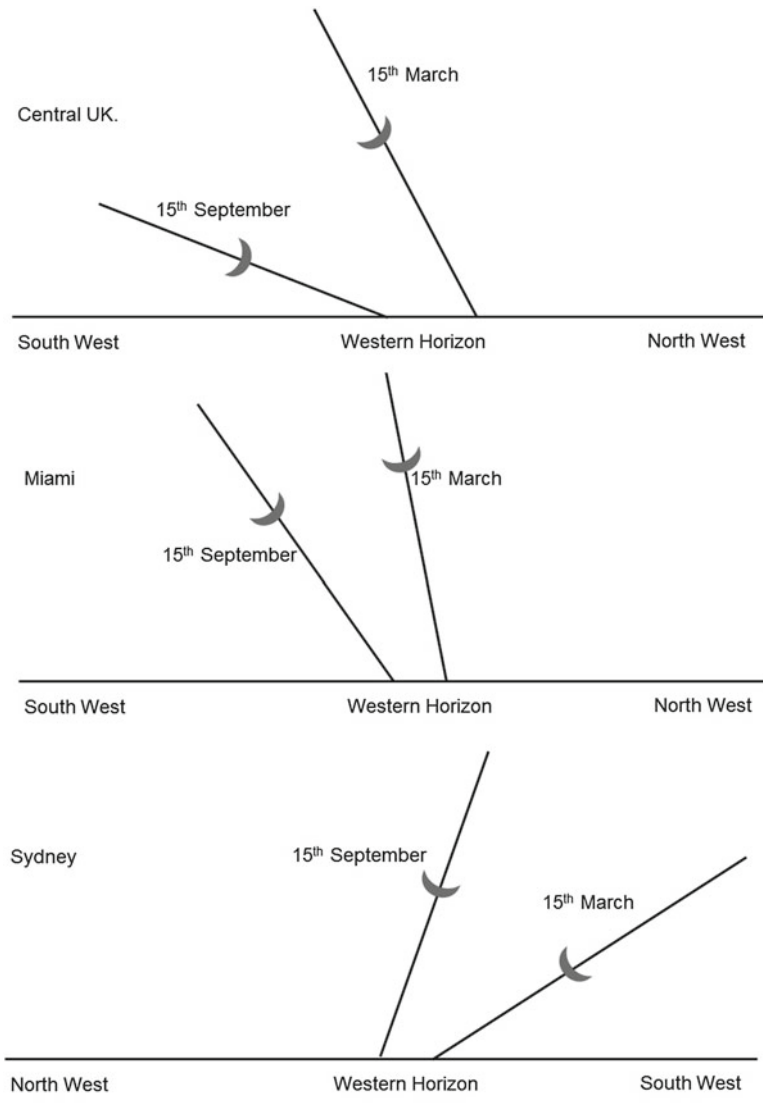 15th March
Central UK.
15th September
South West Western Horizon North West
Miami
15th March
15th September
South West Western Horizon North West
Sydney
15th September
15th March
North West Western Horizon South West